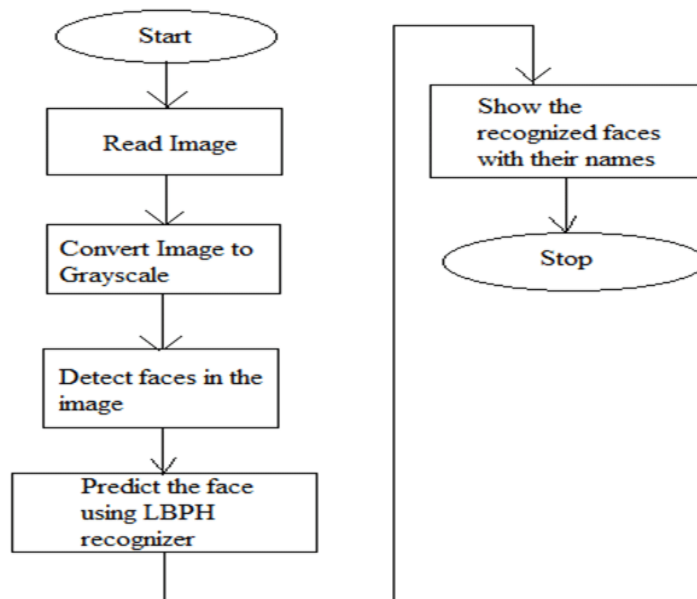 Start
Read Image
Convert Image to
Grayscale
Detect faces in the
image
Predict the face
using LBPH
recognizer
Show the
recognized faces
with their names
Stop